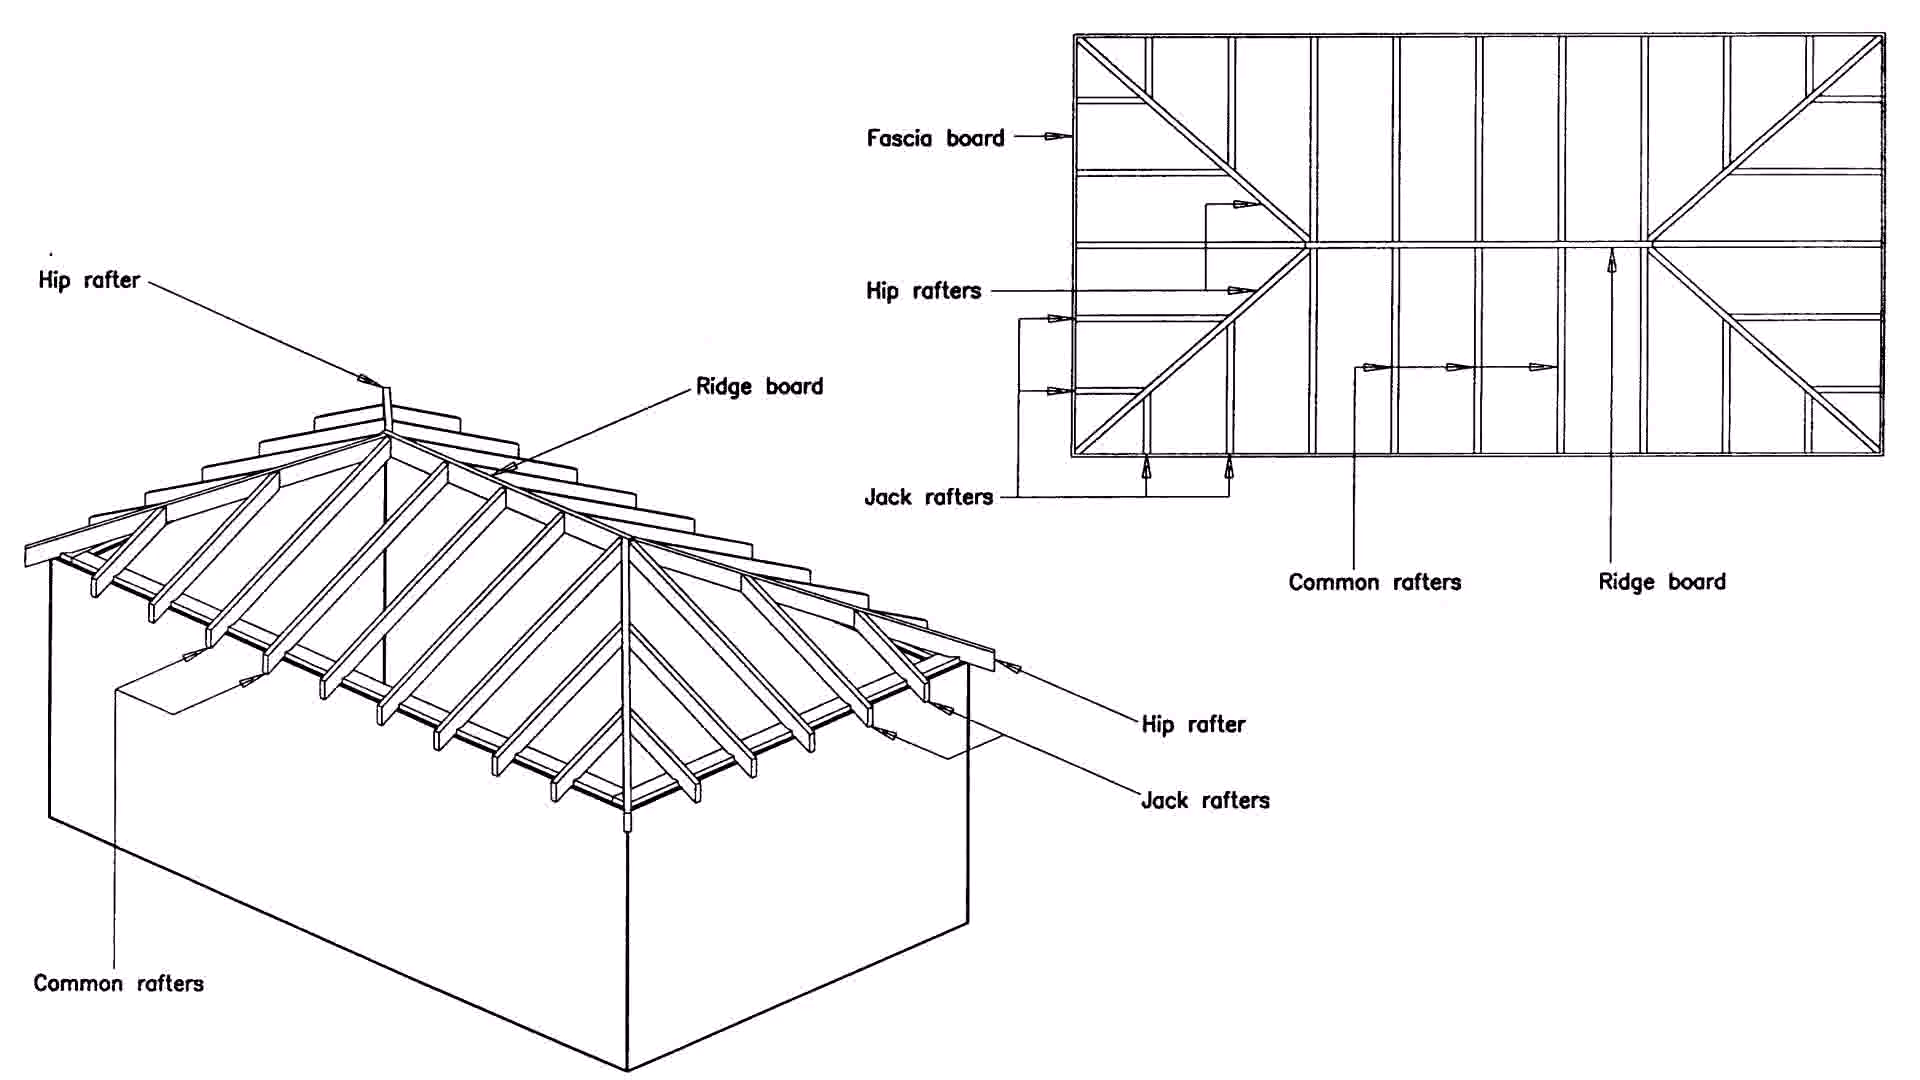 Hip rafter
Ridge board
Common rafters
Hip rafter
Jack rafters
Fascia board
Hip rafters
Jack rafters
Common rafters
Ridge board